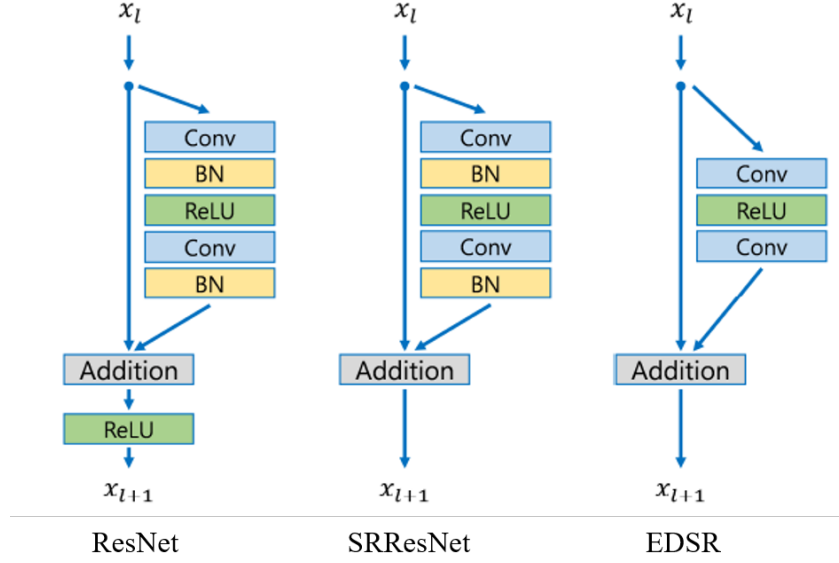 x_l
Conv
BN
ReLU
Conv
BN
Addition
ReLU
x_{l+1}
ResNet
x_l
Conv
BN
ReLU
Conv
BN
Addition
x_{l+1}
SRResNet
x_l
Conv
ReLU
Conv
Addition
x_{l+1}
EDSR